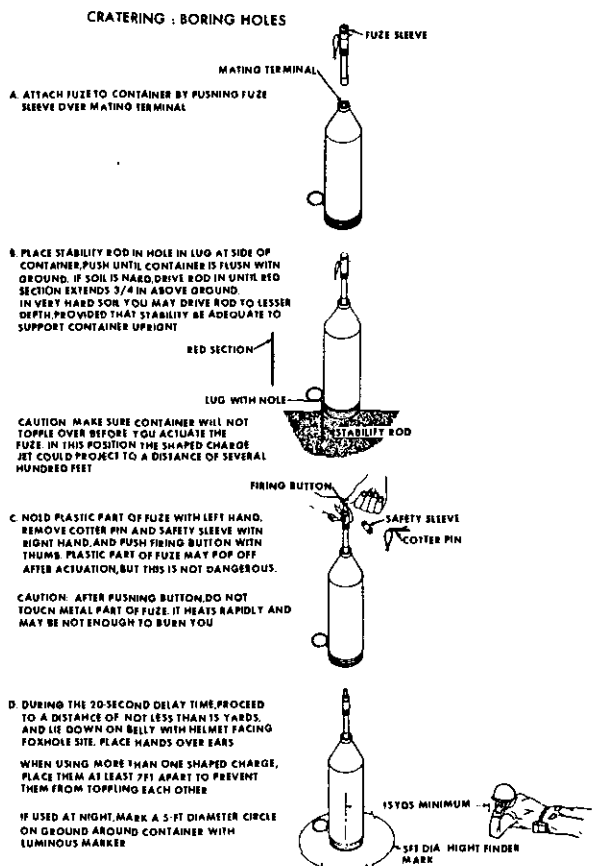 CRATERING : BORING HOLES
FUZE SLEEVE
MATING TERMINAL
A. ATTACH FUZE TO CONTAINER BY PUSHING FUZE
SLEEVE OVER MATING TERMINAL
B. PLACE STABILITY ROD IN HOLE IN LUG AT SIDE OF
CONTAINER, PUSH UNTIL CONTAINER IS FLUSH WITH
GROUND. IF SOIL IS HARD, DRIVE ROD IN UNTIL RED
SECTION EXTENDS 3/4 IN ABOVE GROUND.
IN VERY HARD SOIL YOU MAY DRIVE ROD TO LESSER
DEPTH, PROVIDED THAT STABILITY BE ADEQUATE TO
SUPPORT CONTAINER UPRIGHT
RED SECTION
LUG WITH HOLE
STABILITY ROD
CAUTION: MAKE SURE CONTAINER WILL NOT
TOPPLE OVER BEFORE YOU ACTUATE THE
FUZE. IN THIS POSITION THE SHAPED CHARGE
JET COULD PROJECT TO A DISTANCE OF SEVERAL
HUNDRED FEET
FIRING BUTTON
SAFETY SLEEVE
COTTER PIN
C. HOLD PLASTIC PART OF FUZE WITH LEFT HAND,
REMOVE COTTER PIN AND SAFETY SLEEVE WITH
RIGHT HAND, AND PUSH FIRING BUTTON WITH
THUMB. PLASTIC PART OF FUZE MAY POP OFF
AFTER ACTUATION, BUT THIS IS NOT DANGEROUS.
CAUTION: AFTER PUSHING BUTTON, DO NOT
TOUCH METAL PART OF FUZE. IT HEATS RAPIDLY AND
MAY BE HOT ENOUGH TO BURN YOU
D. DURING THE 20-SECOND DELAY TIME, PROCEED
TO A DISTANCE OF NOT LESS THAN 15 YARDS,
AND LIE DOWN ON BELLY WITH HELMET FACING
FOXHOLE SITE. PLACE HANDS OVER EARS
WHEN USING MORE THAN ONE SHAPED CHARGE,
PLACE THEM AT LEAST 7 FT APART TO PREVENT
THEM FROM TOPPLING EACH OTHER
IF USED AT NIGHT, MARK A 5-FT DIAMETER CIRCLE
ON GROUND AROUND CONTAINER WITH
LUMINOUS MARKER
15 YDS MINIMUM
5 FT DIA NIGHT FINDER
MARK